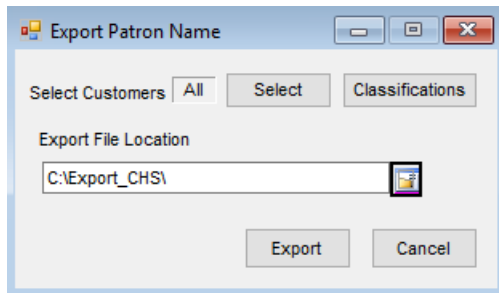 Export Patron Name
Select Customers All Select Classifications
Export File Location
C:\Export_CHS\
Export Cancel